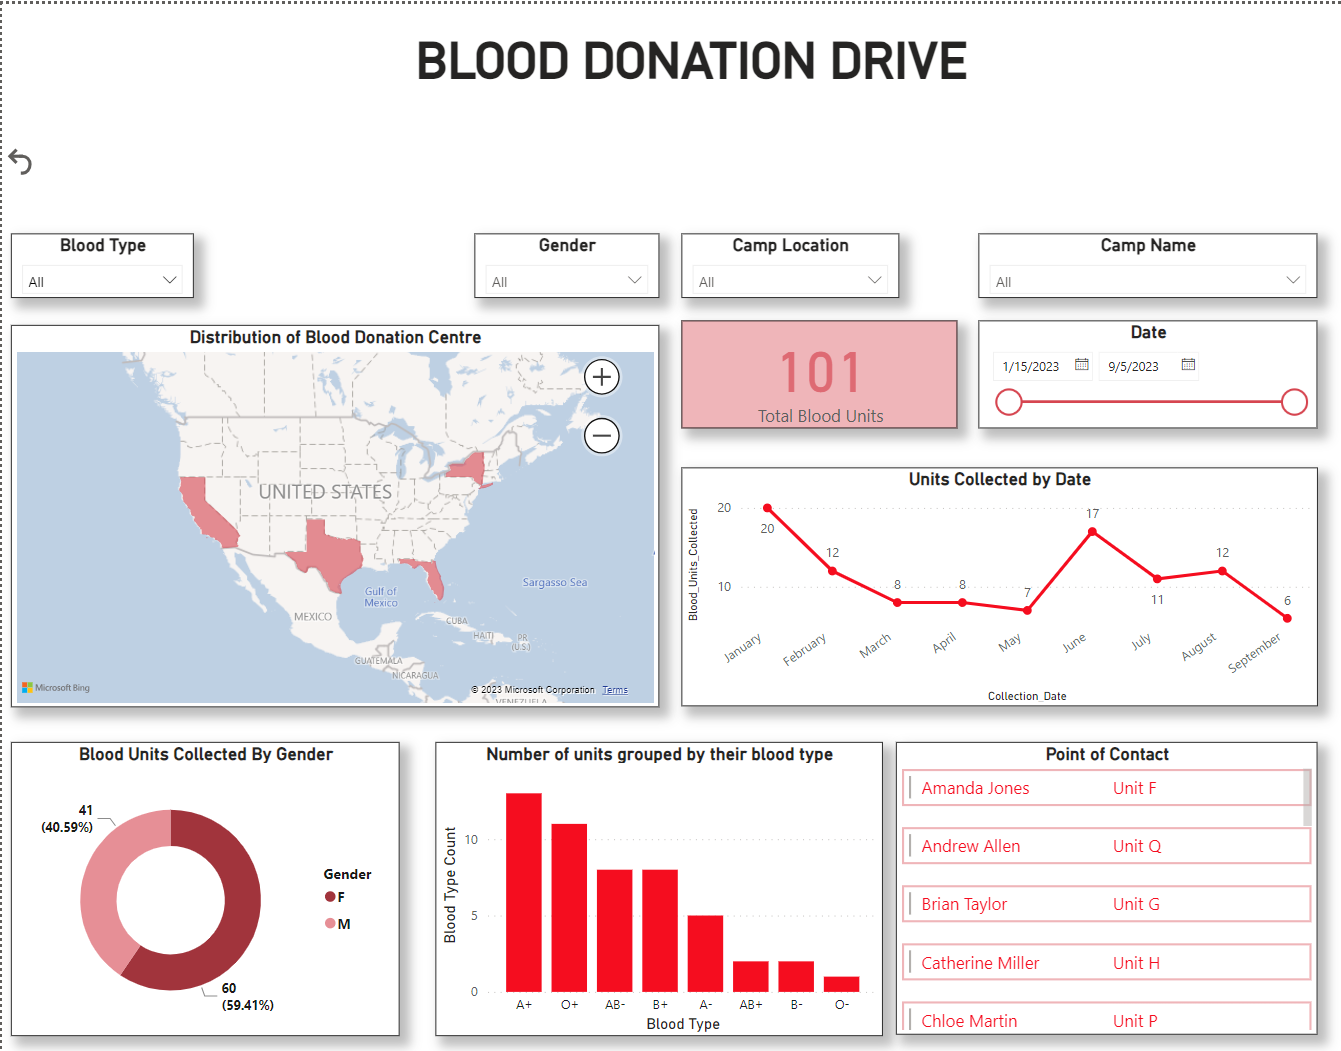 BLOOD DONATION DRIVE
Blood Type
All
Gender
All
Camp Location
All
Camp Name
All
Distribution of Blood Donation Centre
UNITED STATES
MEXICO
Gulf of
Mexico
Sargasso Sea
CUBA
HAITI
PR
(U.S.)
GUATEMALA
NICARAGUA
VENEZUELA
Microsoft Bing
© 2023 Microsoft Corporation Terms
101
Total Blood Units
Date
1/15/2023
9/5/2023
Units Collected by Date
Blood_Units_Collected
20
10
20
12
8
8
7
17
11
12
6
January
February
March
April
May
June
July
August
September
Collection_Date
Blood Units Collected By Gender
41
(40.59%)
60
(59.41%)
Gender
F
M
Number of units grouped by their blood type
Blood Type Count
10
5
0
A+ O+ AB- B+ A- AB+ B- O-
Blood Type
Point of Contact
Amanda Jones Unit F
Andrew Allen Unit Q
Brian Taylor Unit G
Catherine Miller Unit H
Chloe Martin Unit P